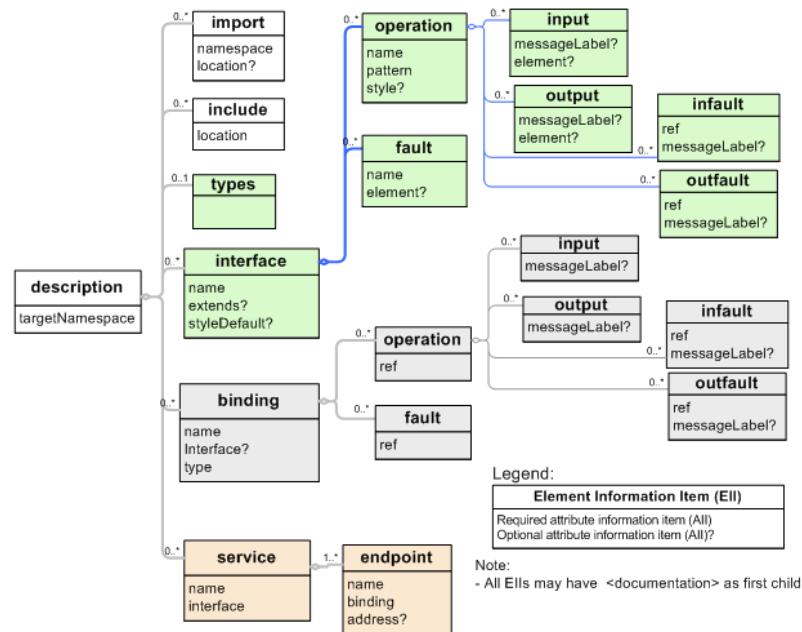 0..*
import
namespace
location?
0..*
include
location
0..1
types
0..*
interface
name
extends?
styleDefault?
description
targetNamespace
0..*
binding
name
Interface?
type
0..*
service
name
interface
1..*
endpoint
name
binding
address?
0..*
operation
name
pattern
style?
0..*
fault
name
element?
0..*
input
messageLabel?
element?
0..*
output
messageLabel?
element?
0..*
infault
ref
messageLabel?
0..*
outfault
ref
messageLabel?
0..*
operation
ref
0..*
fault
ref
0..*
input
messageLabel?
0..*
output
messageLabel?
0..*
infault
ref
messageLabel?
0..*
outfault
ref
messageLabel?
Legend:
Element Information Item (EII)
Required attribute information item (AII)
Optional attribute information item (AII)?
Note:
- All EIIs may have <documentation> as first child